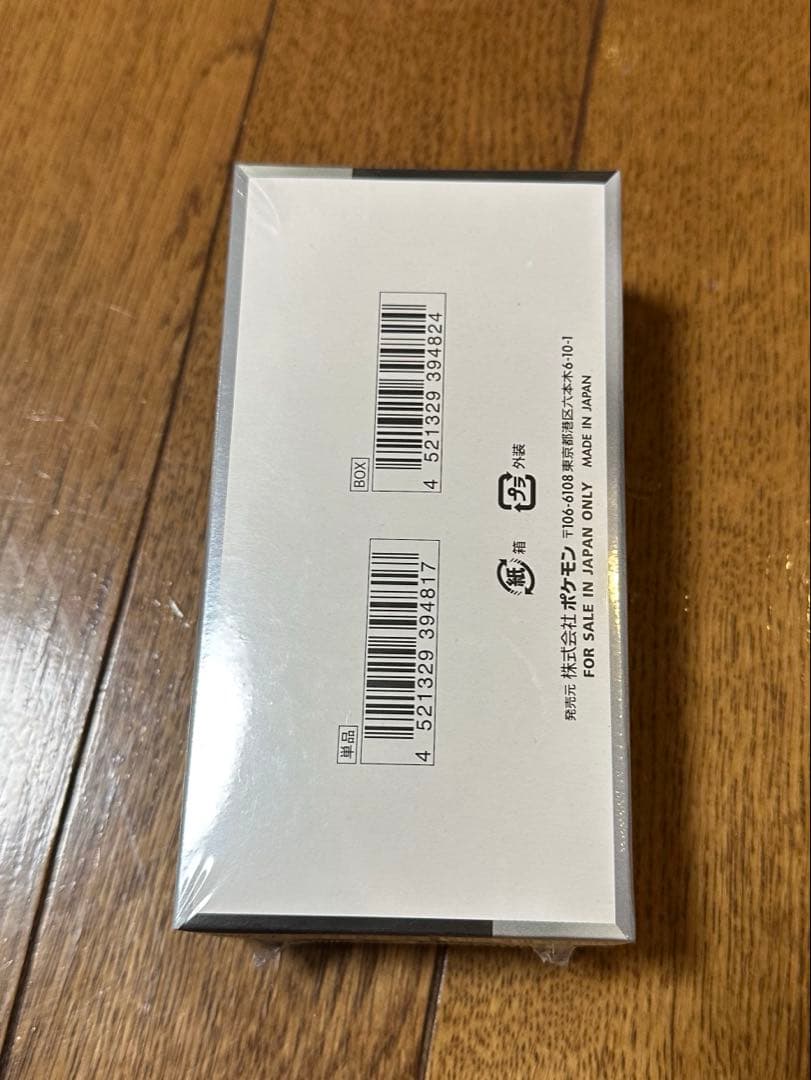 単品
4 521329 394817
BOX
4 521329 394824
紙 箱
プラ 外装
発売元 株式会社 ポケモン 〒106-6108 東京都港区六本木6-10-1
FOR SALE IN JAPAN ONLY MADE IN JAPAN